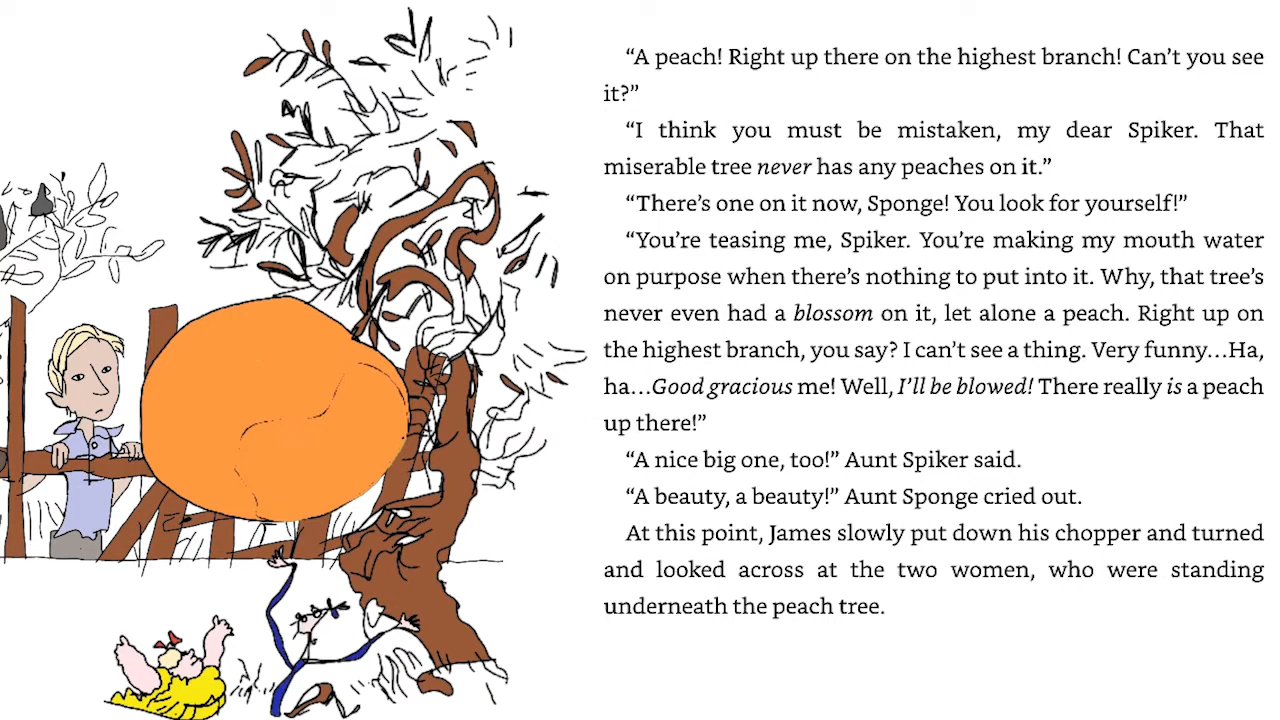 “A peach! Right up there on the highest branch! Can’t you see
it?”
“I think you must be mistaken, my dear Spiker. That
miserable tree never has any peaches on it.”
“There’s one on it now, Sponge! You look for yourself!”
“You’re teasing me, Spiker. You’re making my mouth water
on purpose when there’s nothing to put into it. Why, that tree’s
never even had a blossom on it, let alone a peach. Right up on
the highest branch, you say? I can’t see a thing. Very funny…Ha,
ha…Good gracious me! Well, I’ll be blowed! There really is a peach
up there!”
“A nice big one, too!” Aunt Spiker said.
“A beauty, a beauty!” Aunt Sponge cried out.
At this point, James slowly put down his chopper and turned
and looked across at the two women, who were standing
underneath the peach tree.